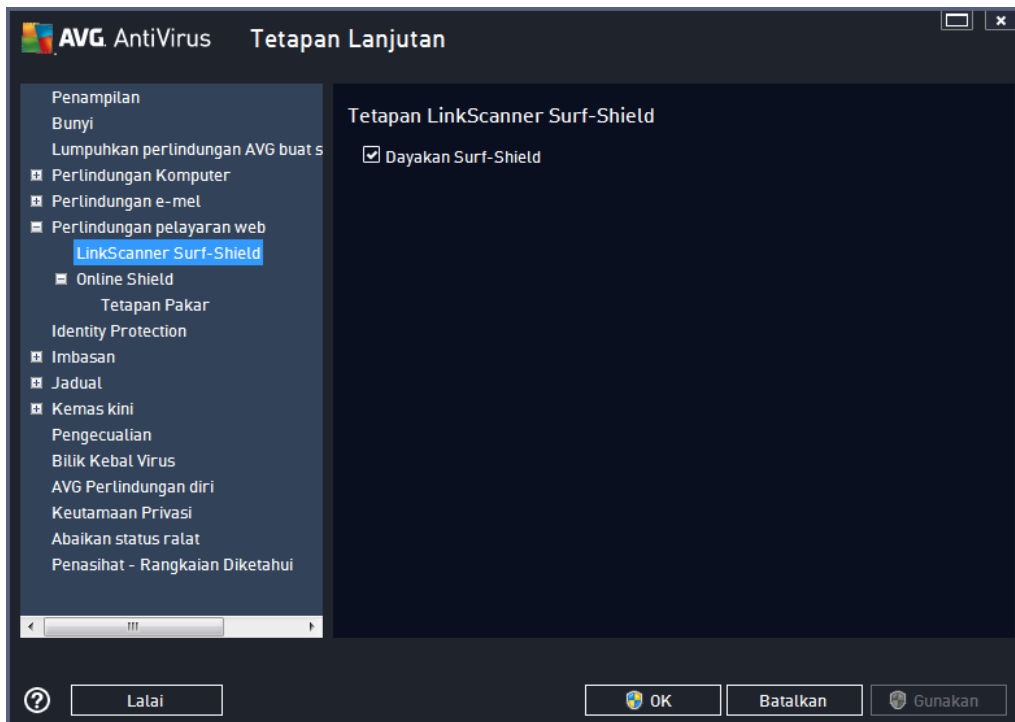 AVG. AntiVirus Tetapan Lanjutan
Penampilan
Bunyi
Lumpuhkan perlindungan AVG buat s
Perlindungan Komputer
Perlindungan e-mel
Perlindungan pelayaran web
LinkScanner Surf-Shield
Online Shield
Tetapan Pakar
Identity Protection
Imbasan
Jadual
Kemas kini
Pengecualian
Bilik Kebal Virus
AVG Perlindungan diri
Keutamaan Privasi
Abaikan status ralat
Penasihat - Rangkaian Diketahui
Tetapan LinkScanner Surf-Shield
Dayakan Surf-Shield
Lalai
OK
Batalkan
Gunakan